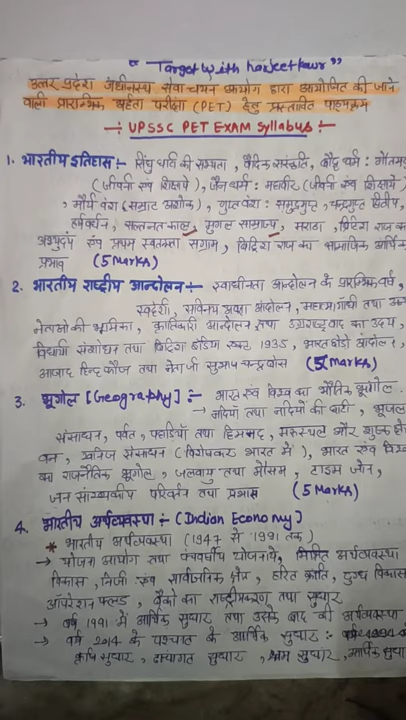 "Target with harjeet kaur"
उत्तर प्रदेश अधीनस्थ सेवा चयन आयोग द्वारा आयोजित की जाने
वाली प्रारम्भिक अर्हता परीक्षा (PET) हेतु प्रस्तावित पाठ्यक्रम
-: UPSSSC PET EXAM Syllabus :-
1. भारतीय इतिहास :- सिंधु घाटी की सभ्यता, वैदिक संस्कृति, बौद्ध धर्म : गौतमबुद्ध
(जीवनी एवं शिक्षायें), जैन धर्म : महावीर (जीवनी एवं शिक्षायें)
, मौर्य वंश (सम्राट अशोक), गुप्त वंश : समुद्रगुप्त, चन्द्रगुप्त द्वितीय,
हर्षवर्धन, सल्तनत काल, मुगल साम्राज्य, मराठा, ब्रिटिश राज का
अभ्युदय एवं प्रथम स्वतन्त्रता संग्राम, ब्रिटिश राज का सामाजिक आर्थिक
प्रभाव (5 Marks)
2. भारतीय राष्ट्रीय आन्दोलन :- स्वाधीनता आन्दोलन के प्रारम्भिक वर्ष,
स्वदेशी, सविनय अवज्ञा आंदोलन, महात्मा गाँधी तथा अन्य
नेताओ की भूमिका, क्रान्तिकारी आन्दोलन तथा उग्रराष्ट्रवाद का उदय,
विधायी संशोधन तथा ब्रिटिश इंडिया एक्ट 1935, भारत छोडो आंदोलन,
आजाद हिन्द फौज तथा नेताजी सुभाष चन्द्र बोस (5 Marks)
3. भूगोल [Geography] :- भारत एवं विश्व का भौतिक भूगोल.
→ नदियाँ तथा नदियों की घाटी, भूजल
संसाधन, पर्वत, पहाडियाँ तथा हिमनद, मरुस्थल और शुष्क क्षेत्र
वन, खनिज संसाधन (विशेषकर भारत में), भारत एवं विश्व
का राजनैतिक भूगोल, जलवायु तथा मौसम, टाइम जोन,
जन सांख्यिकीय परिवर्तन तथा प्रभाव (5 Marks)
4. भारतीय अर्थव्यवस्था :- (Indian Economy)
* भारतीय अर्थव्यवस्था (1947 से 1991 तक)
→ योजना आयोग तथा पंचवर्षीय योजनाये, मिश्रित अर्थव्यवस्था
विकास, निजी एवं सार्वजनिक क्षेत्र, हरित क्रांति, दुग्ध विकास
ऑपरेशन फ्लड, बैंको का राष्ट्रीयकरण तथा सुधार
→ वर्ष 1991 में आर्थिक सुधार तथा उसके बाद की अर्थव्यवस्था
→ वर्ष 2014 के पश्चात के आर्थिक सुधार :-
कृषि सुधार, ढांचागत सुधार, श्रम सुधार, आर्थिक सुधा